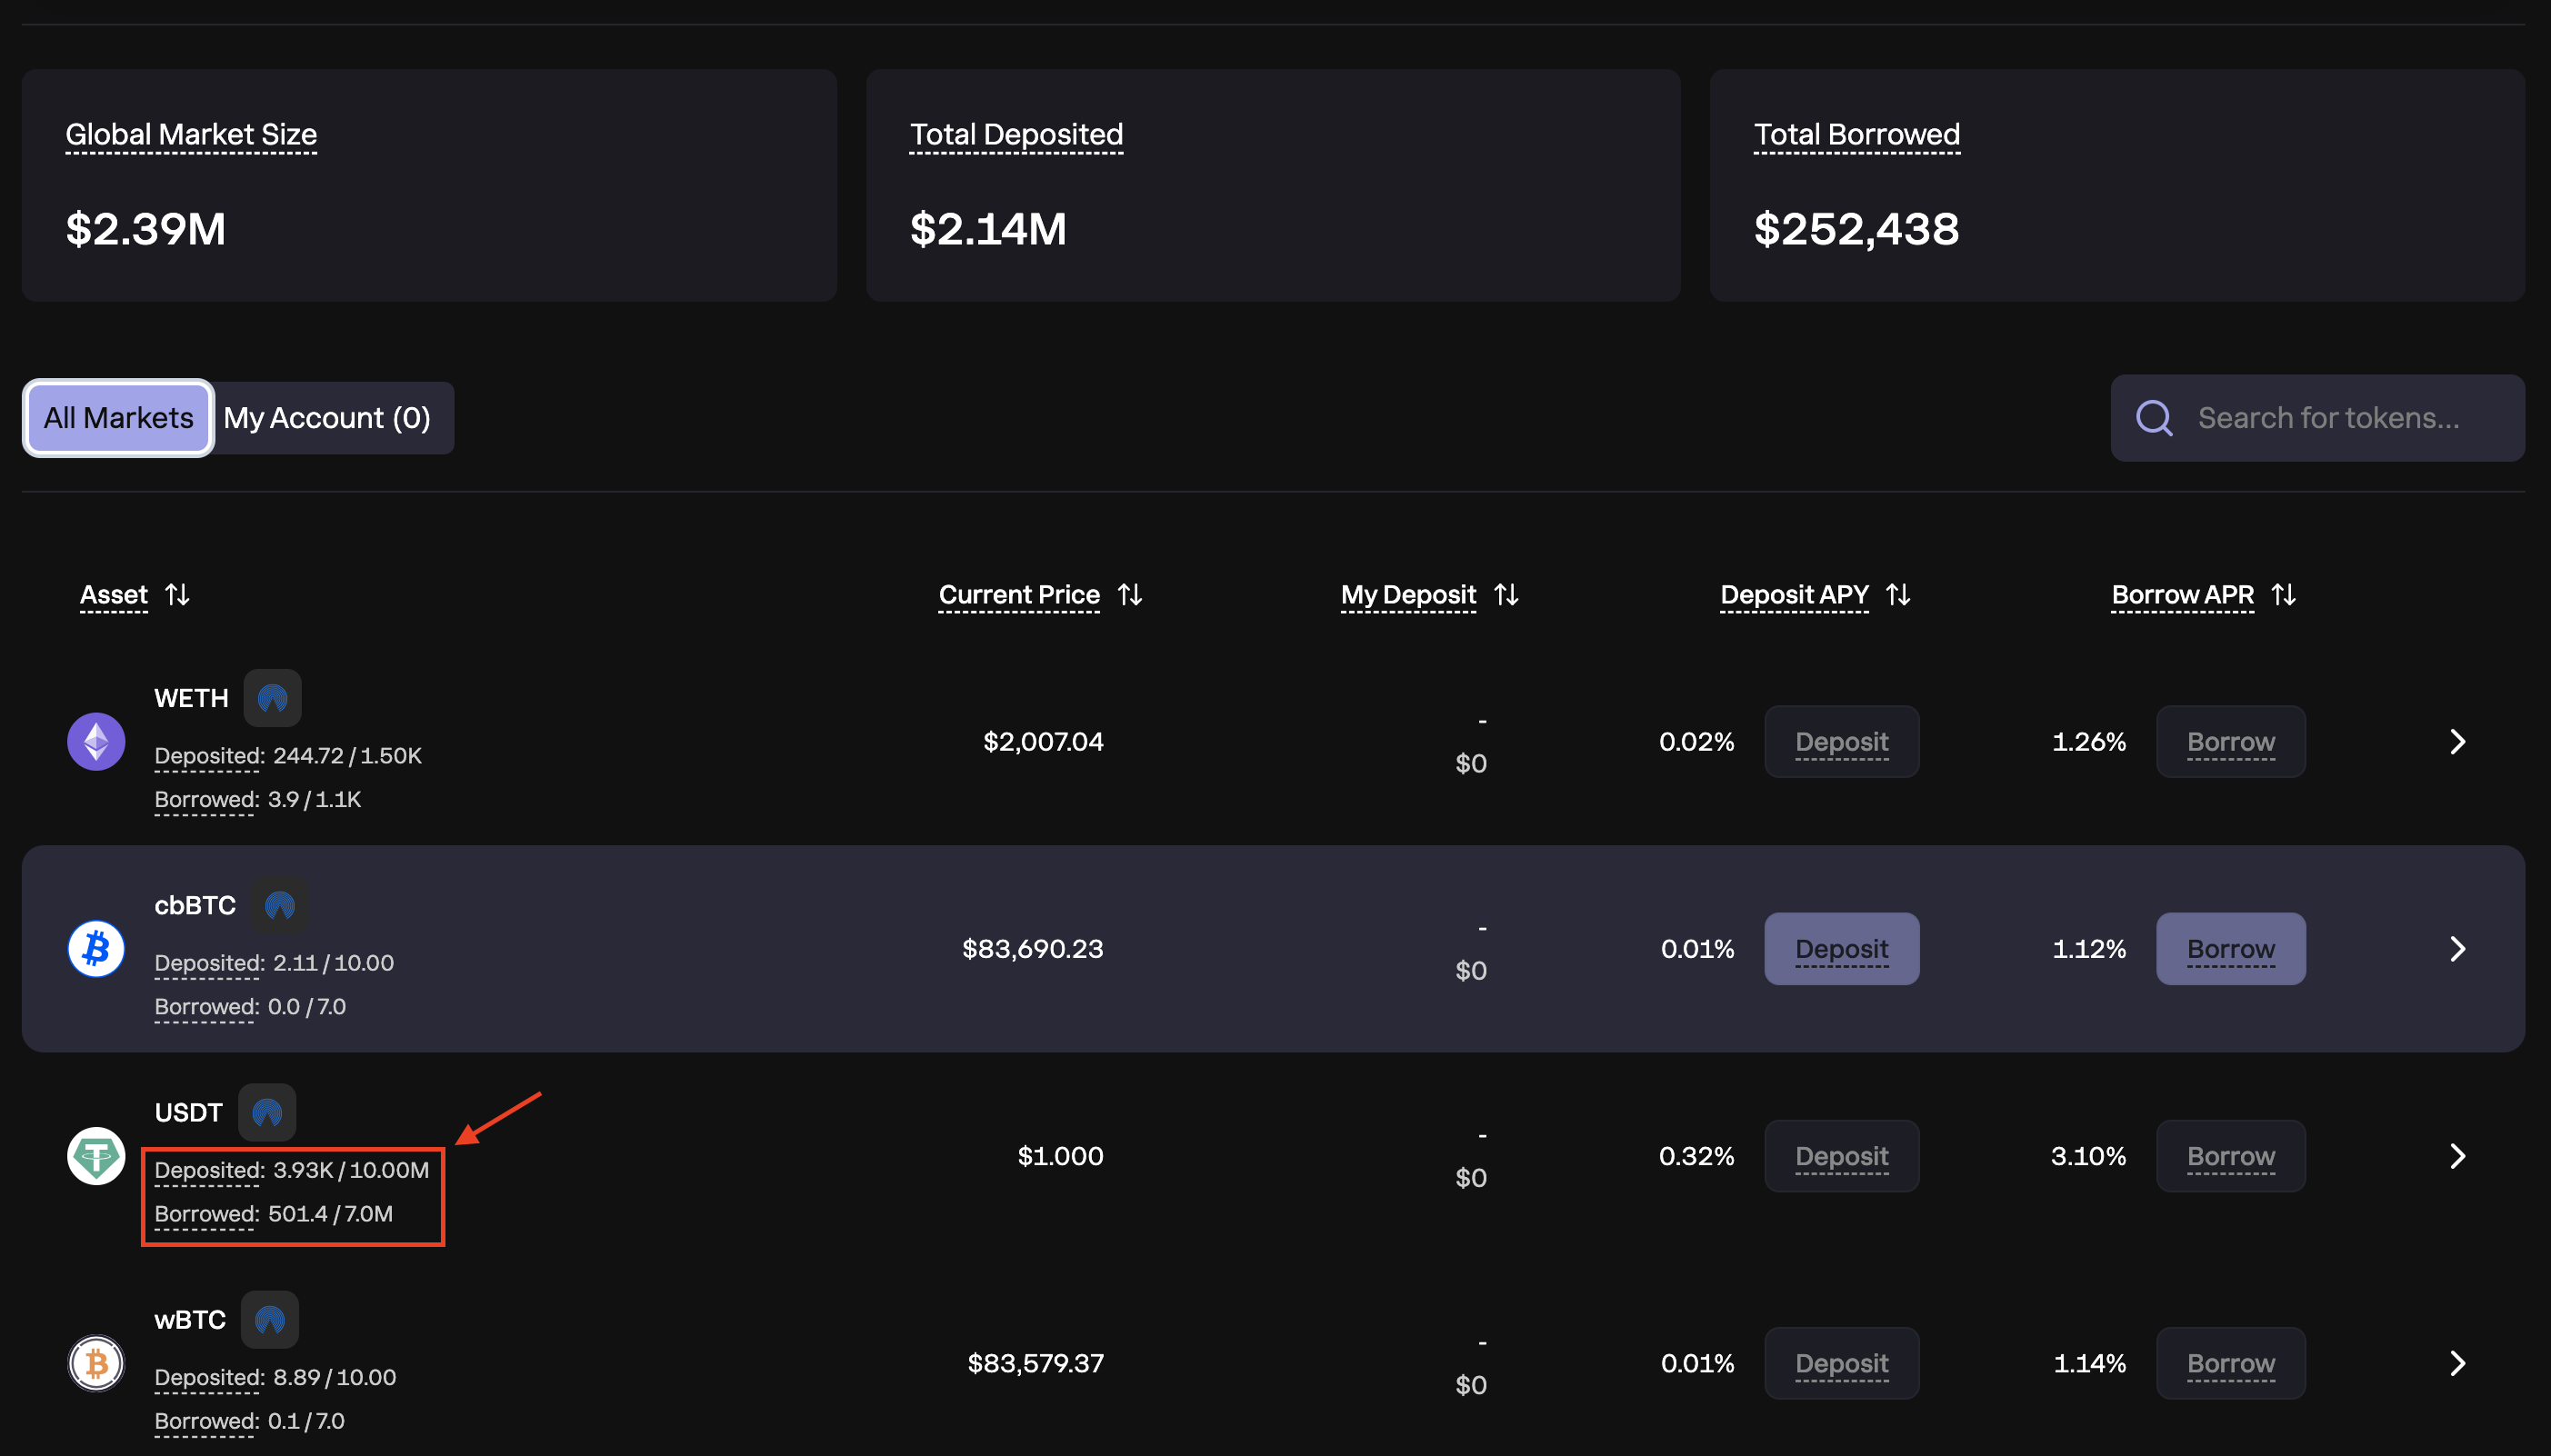 Global Market Size
$2.39M
Total Deposited
$2.14M
Total Borrowed
$252,438
All Markets
My Account (0)
Search for tokens...
Asset Current Price My Deposit Deposit APY Borrow APR
WETH
Deposited: 244.72 / 1.50K
Borrowed: 3.9 / 1.1K
$2,007.04
-
$0
0.02% Deposit
1.26% Borrow
cbBTC
Deposited: 2.11 / 10.00
Borrowed: 0.0 / 7.0
$83,690.23
-
$0
0.01% Deposit
1.12% Borrow
USDT
Deposited: 3.93K / 10.00M
Borrowed: 501.4 / 7.0M
$1.000
-
$0
0.32% Deposit
3.10% Borrow
wBTC
Deposited: 8.89 / 10.00
Borrowed: 0.1 / 7.0
$83,579.37
-
$0
0.01% Deposit
1.14% Borrow